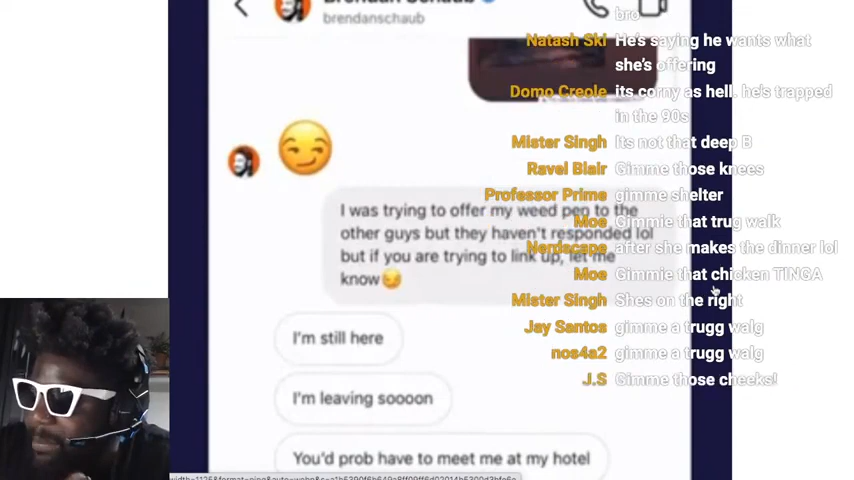 Brendan Schaub
brendanschaub
😏
I was trying to offer my weed pen to the
other guys but they haven't responded lol
but if you are trying to link up, let me
know😏
I'm still here
I'm leaving sooooon
You'd prob have to meet me at my hotel
bro
Natash Ski He's saying he wants what
she's offering
Domo Creole its corny as hell. he's trapped
in the 90s
Mister Singh Its not that deep B
Ravel Blair Gimme those knees
Professor Prime gimme shelter
Moe Gimmie that trug walk
Nerdscape after she makes the dinner lol
Moe Gimmie that chicken TINGA
Mister Singh Shes on the right
Jay Santos gimme a trugg walg
nos4a2 gimme a trugg walg
J.S Gimme those cheeks!